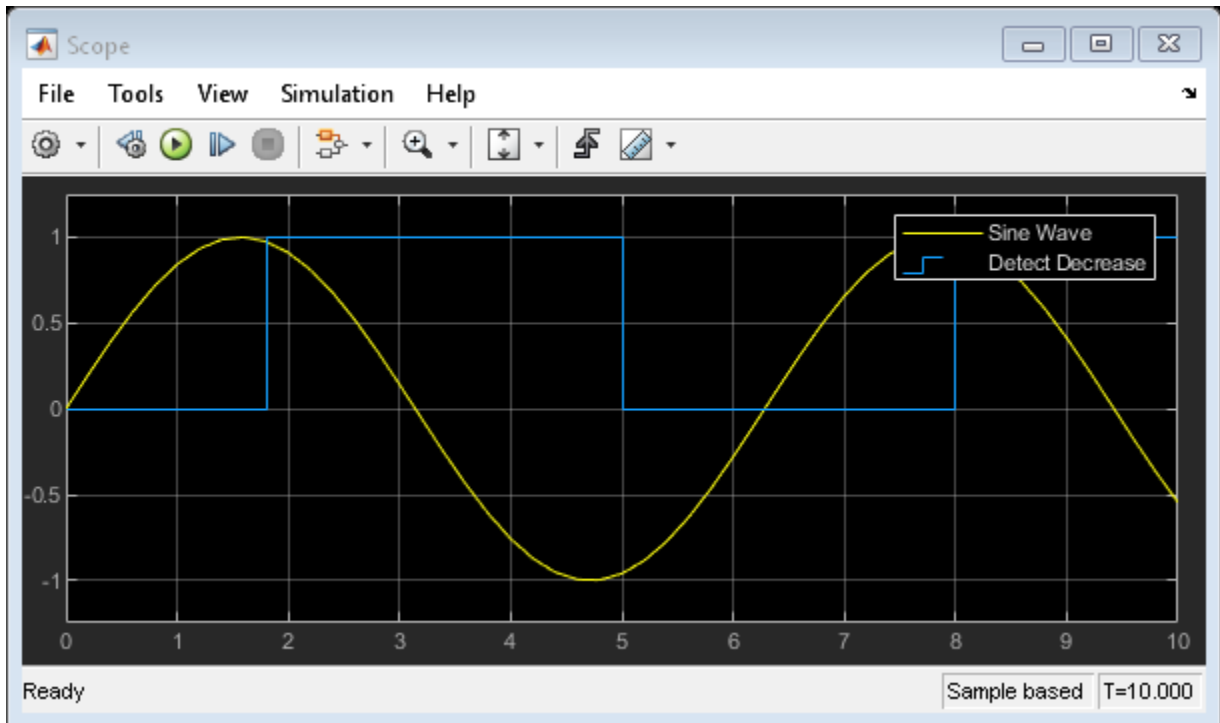 Scope
File Tools View Simulation Help
Sine Wave
Detect Decrease
1
0.5
0
-0.5
-1
0 1 2 3 4 5 6 7 8 9 10
Ready Sample based T=10.000